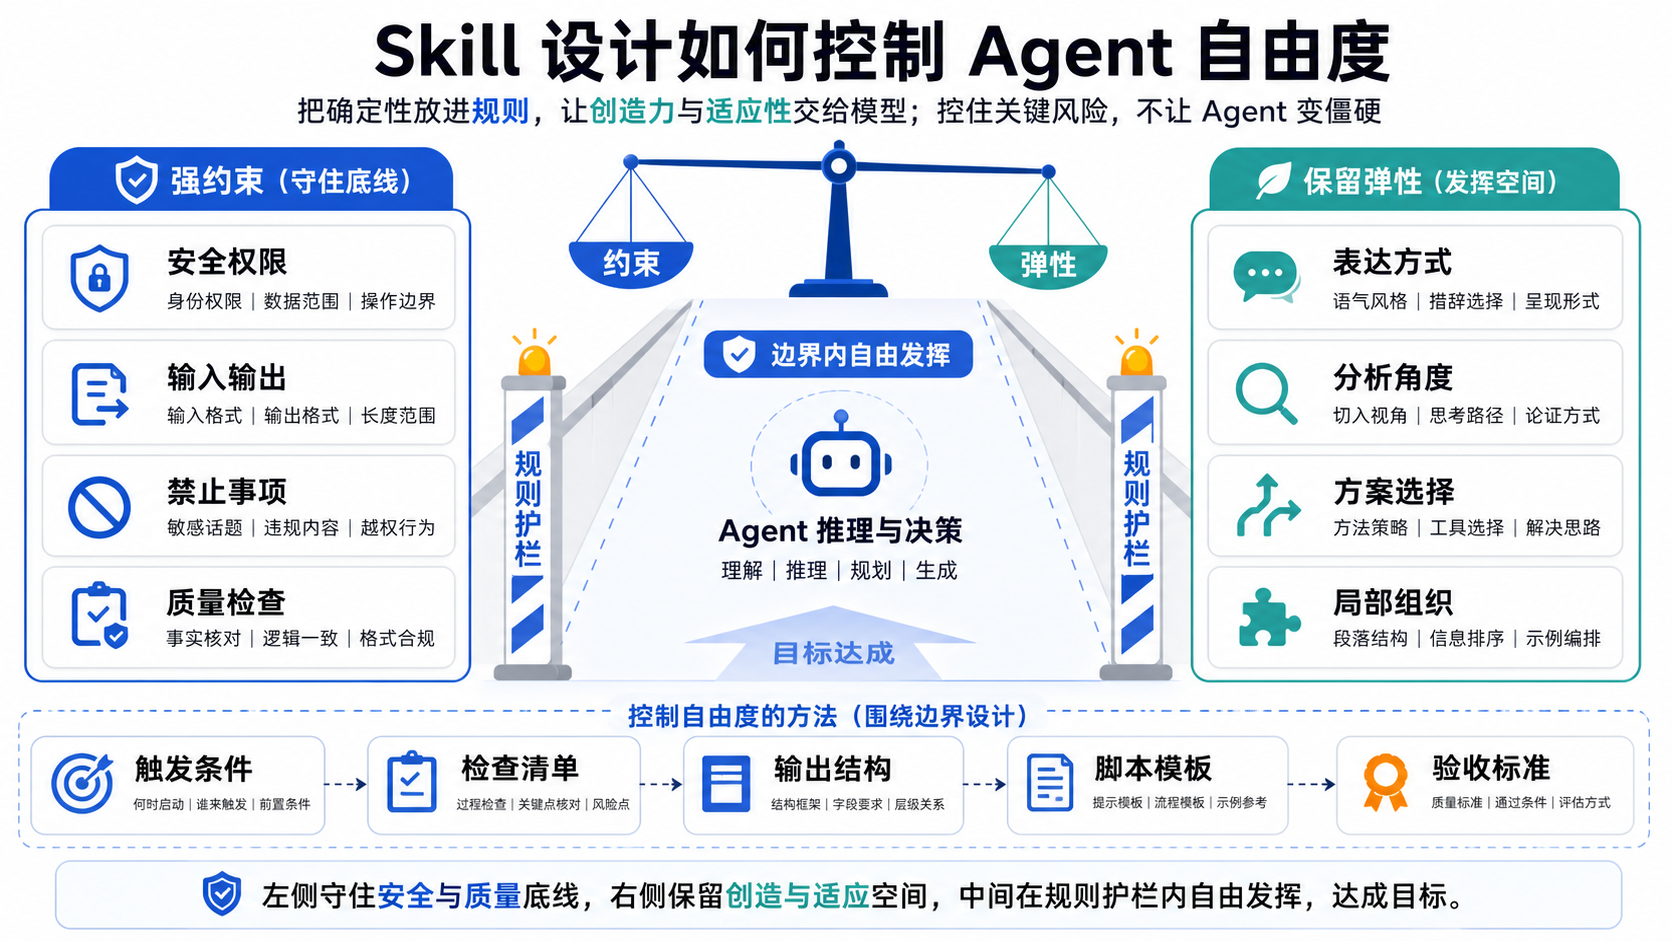 Skill 设计如何控制 Agent 自由度
把确定性放进规则，让创造力与适应性交给模型；控住关键风险，不让 Agent 变僵硬
强约束（守住底线）
安全权限
身份权限｜数据范围｜操作边界
输入输出
输入格式｜输出格式｜长度范围
禁止事项
敏感话题｜违规内容｜越权行为
质量检查
事实核对｜逻辑一致｜格式合规
约束
弹性
边界内自由发挥
规则护栏
Agent 推理与决策
理解｜推理｜规划｜生成
目标达成
规则护栏
保留弹性（发挥空间）
表达方式
语气风格｜措辞选择｜呈现形式
分析角度
切入视角｜思考路径｜论证方式
方案选择
方法策略｜工具选择｜解决思路
局部组织
段落结构｜信息排序｜示例编排
控制自由度的方法（围绕边界设计）
触发条件
何时启动｜谁来触发｜前置条件
检查清单
过程检查｜关键点核对｜风险点
输出结构
结构框架｜字段要求｜层级关系
脚本模板
提示模板｜流程模板｜示例参考
验收标准
质量标准｜通过条件｜评估方式
左侧守住安全与质量底线，右侧保留创造与适应空间，中间在规则护栏内自由发挥，达成目标。